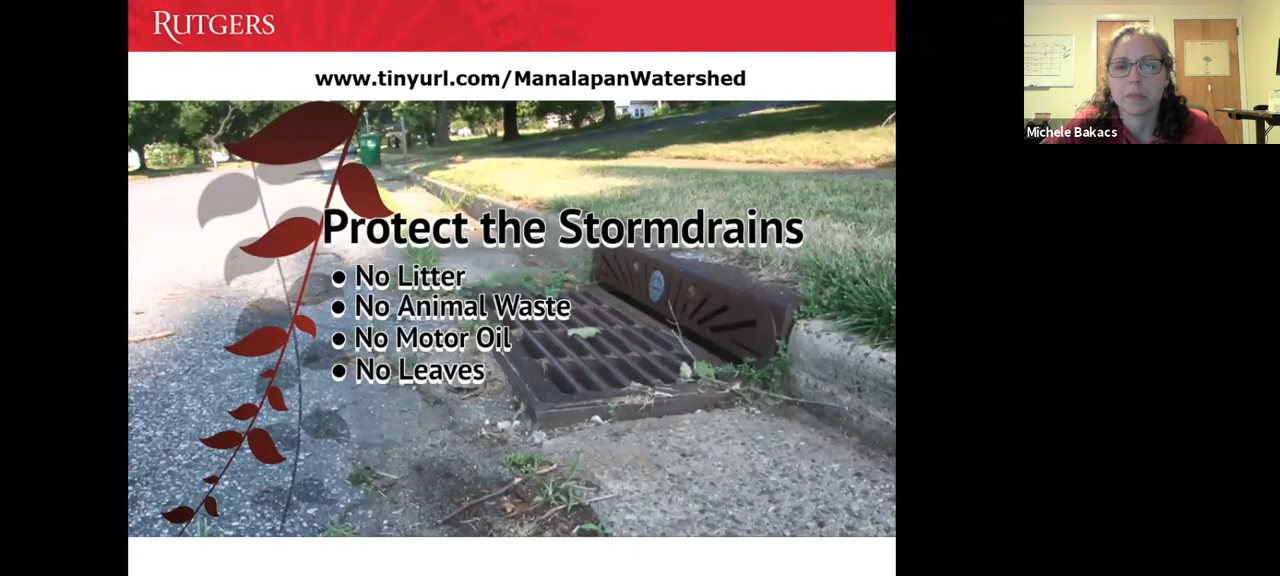 RUTGERS
www.tinyurl.com/ManalapanWatershed
Protect the Stormdrains
● No Litter
● No Animal Waste
● No Motor Oil
● No Leaves
Michele Bakacs